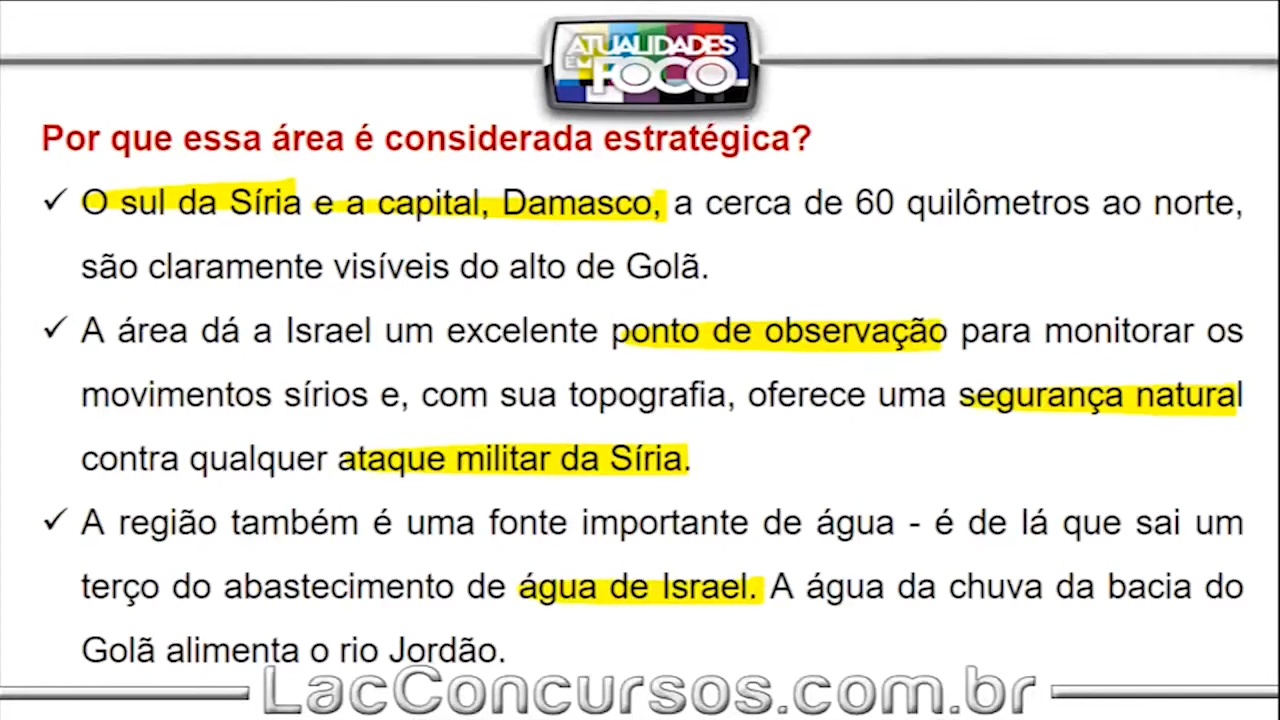 ATUALIDADES
EM FOCO
Por que essa área é considerada estratégica?
✓ O sul da Síria e a capital, Damasco, a cerca de 60 quilômetros ao norte,
são claramente visíveis do alto de Golã.
✓ A área dá a Israel um excelente ponto de observação para monitorar os
movimentos sírios e, com sua topografia, oferece uma segurança natural
contra qualquer ataque militar da Síria.
✓ A região também é uma fonte importante de água - é de lá que sai um
terço do abastecimento de água de Israel. A água da chuva da bacia do
Golã alimenta o rio Jordão.
LacConcursos.com.br